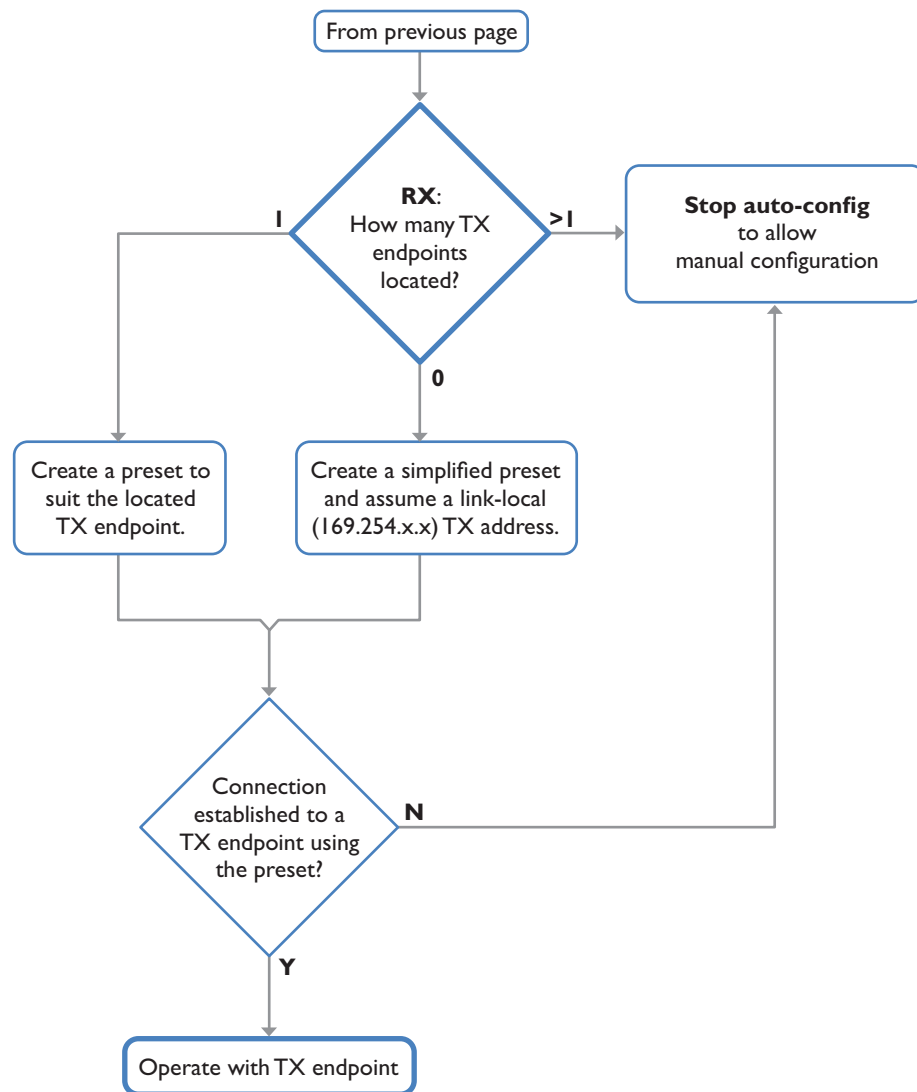 From previous page
RX:
How many TX
endpoints
located?
1
>1
Stop auto-config
to allow
manual configuration
0
Create a preset to
suit the located
TX endpoint.
Create a simplified preset
and assume a link-local
(169.254.x.x) TX address.
Connection
established to a
TX endpoint using
the preset?
N
Y
Operate with TX endpoint